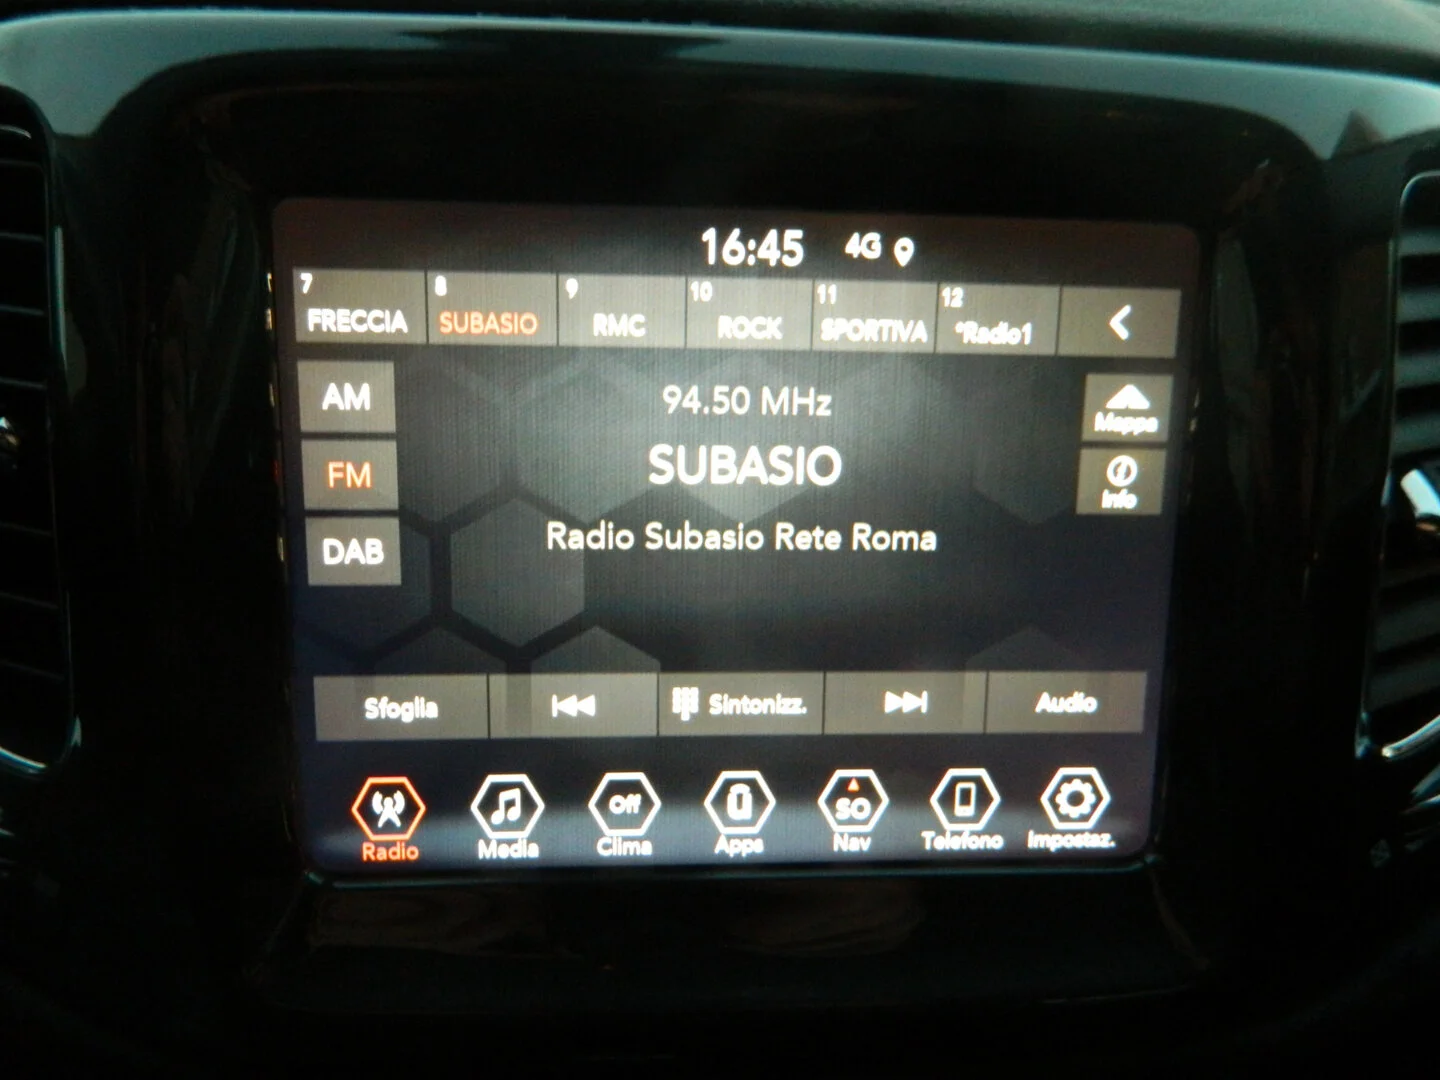 16:45 4G
7 8 9 10 11 12
FRECCIA SUBASIO RMC ROCK SPORTIVA °Radio1
AM
94.50 MHz
Mappa
FM
SUBASIO
Info
DAB
Radio Subasio Rete Roma
Sfoglia Sintonizz. Audio
Off SO
Radio Media Clima Apps Nav Telefono Impostaz.